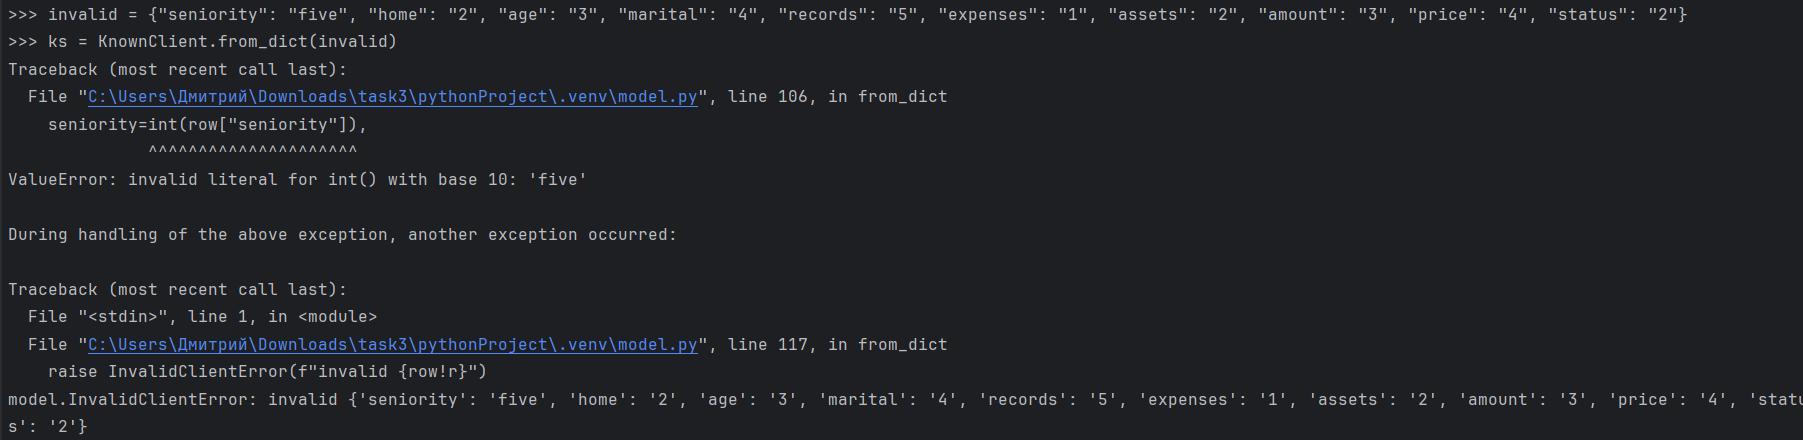 >>> invalid = {"seniority": "five", "home": "2", "age": "3", "marital": "4", "records": "5", "expenses": "1", "assets": "2", "amount": "3", "price": "4", "status": "2"}
>>> ks = KnownClient.from_dict(invalid)
Traceback (most recent call last):
  File "C:\Users\Дмитрий\Downloads\task3\pythonProject\.venv\model.py", line 106, in from_dict
    seniority=int(row["seniority"]),
              ^^^^^^^^^^^^^^^^^^^^^
ValueError: invalid literal for int() with base 10: 'five'

During handling of the above exception, another exception occurred:

Traceback (most recent call last):
  File "<stdin>", line 1, in <module>
  File "C:\Users\Дмитрий\Downloads\task3\pythonProject\.venv\model.py", line 117, in from_dict
    raise InvalidClientError(f"invalid {row!r}")
model.InvalidClientError: invalid {'seniority': 'five', 'home': '2', 'age': '3', 'marital': '4', 'records': '5', 'expenses': '1', 'assets': '2', 'amount': '3', 'price': '4', 'statu
s': '2'}